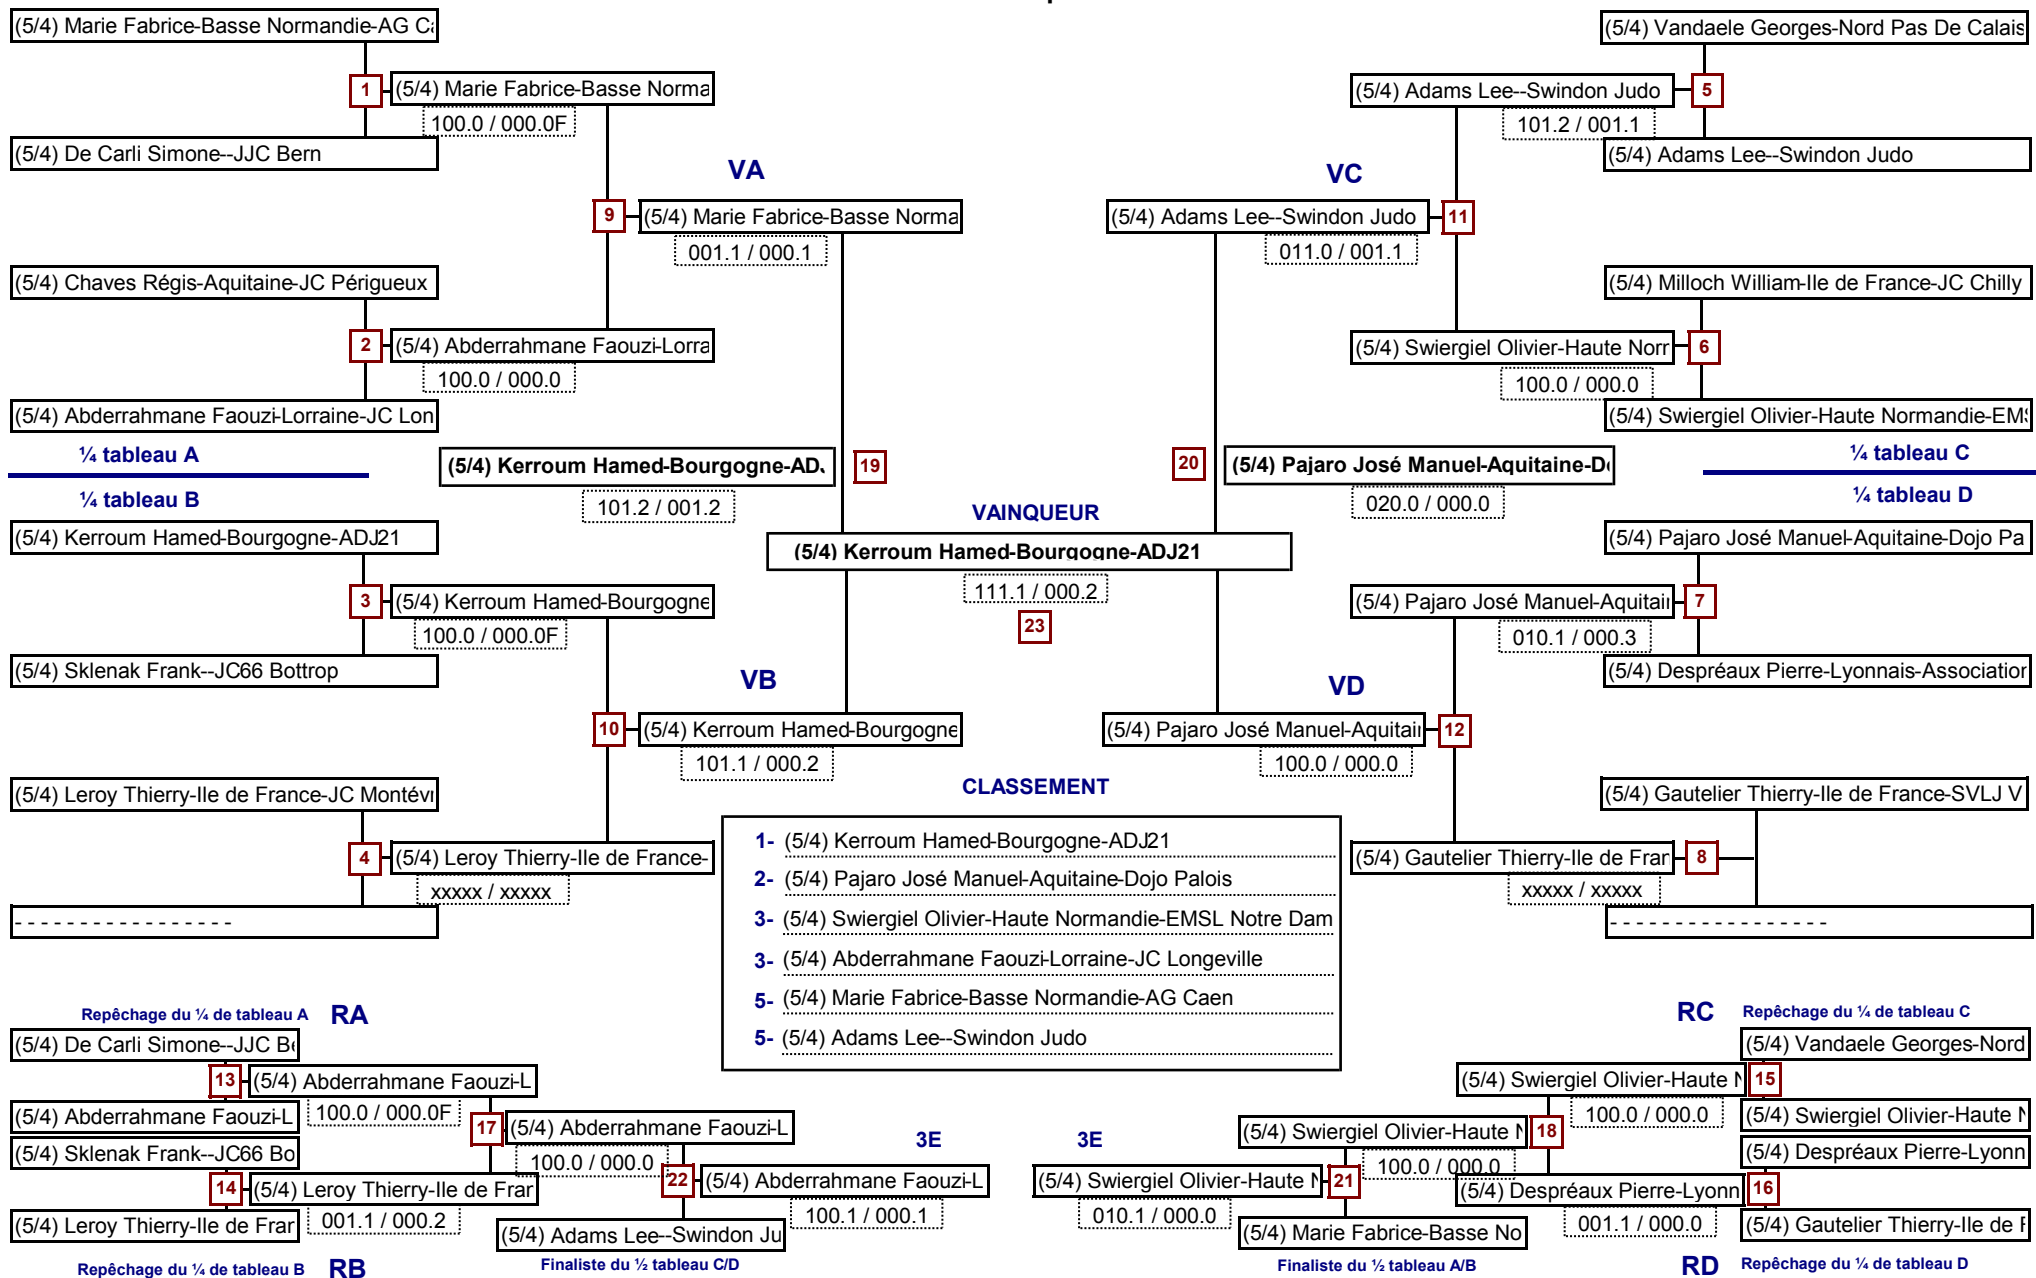 (5/4) Marie Fabrice-Basse Normandie-AG
(5/4) Vandaele Georges-Nord Pas De Calais
1
(5/4) Marie Fabrice-Basse Norma
(5/4) Adams Lee--Swindon Judo
5
100.0 / 000.0F
101.2 / 001.1
(5/4) De Carli Simone--JJC Bern
(5/4) Adams Lee--Swindon Judo
VA
VC
9
(5/4) Marie Fabrice-Basse Norma
(5/4) Adams Lee--Swindon Judo
11
001.1 / 000.1
011.0 / 001.1
(5/4) Chaves Régis-Aquitaine-JC Périgueux
(5/4) Milloch William-Ile de France-JC Chilly
2
(5/4) Abderrahmane Faouzi-Lorra
(5/4) Swiergiel Olivier-Haute Norr
6
100.0 / 000.0
100.0 / 000.0
(5/4) Abderrahmane Faouzi-Lorraine-JC Lon
(5/4) Swiergiel Olivier-Haute Normandie-EM
¼ tableau A
¼ tableau C
(5/4) Kerroum Hamed-Bourgogne-AD
19
20
(5/4) Pajaro José Manuel-Aquitaine-D
¼ tableau B
¼ tableau D
101.2 / 001.2
020.0 / 000.0
VAINQUEUR
(5/4) Kerroum Hamed-Bourgogne-ADJ21
(5/4) Pajaro José Manuel-Aquitaine-Dojo Pa
(5/4) Kerroum Hamed-Bourgogne-ADJ21
111.1 / 000.2
3
(5/4) Kerroum Hamed-Bourgogne
(5/4) Pajaro José Manuel-Aquitair
7
23
100.0 / 000.0F
010.1 / 000.3
(5/4) Sklenak Frank--JC66 Bottrop
(5/4) Despréaux Pierre-Lyonnais-Association
VB
VD
10
(5/4) Kerroum Hamed-Bourgogne
(5/4) Pajaro José Manuel-Aquitair
12
101.1 / 000.2
100.0 / 000.0
CLASSEMENT
(5/4) Leroy Thierry-Ile de France-JC Montévr
(5/4) Gautelier Thierry-Ile de France-SVLJ V
1- (5/4) Kerroum Hamed-Bourgogne-ADJ21
4
(5/4) Leroy Thierry-Ile de France-
(5/4) Gautelier Thierry-Ile de Fran
8
2- (5/4) Pajaro José Manuel-Aquitaine-Dojo Palois
xxxxx / xxxxx
xxxxx / xxxxx
3- (5/4) Swiergiel Olivier-Haute Normandie-EMSL Notre Dam
- - - - - - - - - - - - - - - - -
- - - - - - - - - - - - - - - - -
3- (5/4) Abderrahmane Faouzi-Lorraine-JC Longeville
5- (5/4) Marie Fabrice-Basse Normandie-AG Caen
5- (5/4) Adams Lee--Swindon Judo
Repêchage du ¼ de tableau A RA
RC Repêchage du ¼ de tableau C
(5/4) De Carli Simone--JJC B
(5/4) Vandaele Georges-Nord
13
(5/4) Abderrahmane Faouzi-L
(5/4) Swiergiel Olivier-Haute N
15
(5/4) Abderrahmane Faouzi-L
100.0 / 000.0F
100.0 / 000.0
(5/4) Swiergiel Olivier-Haute N
17
(5/4) Abderrahmane Faouzi-L
3E
3E
(5/4) Swiergiel Olivier-Haute N
18
(5/4) Sklenak Frank--JC66 Bo
(5/4) Despréaux Pierre-Lyonn
100.0 / 000.0
100.0 / 000.0
22
(5/4) Abderrahmane Faouzi-L
(5/4) Swiergiel Olivier-Haute N
21
14
(5/4) Leroy Thierry-Ile de Fran
(5/4) Despréaux Pierre-Lyonn
16
(5/4) Leroy Thierry-Ile de Fran
001.1 / 000.2
100.1 / 000.1
010.1 / 000.0
001.1 / 000.0
(5/4) Gautelier Thierry-Ile de F
(5/4) Adams Lee--Swindon Ju
(5/4) Marie Fabrice-Basse No
Repêchage du ¼ de tableau B RB
Finaliste du ½ tableau C/D
Finaliste du ½ tableau A/B
RD Repêchage du ¼ de tableau D